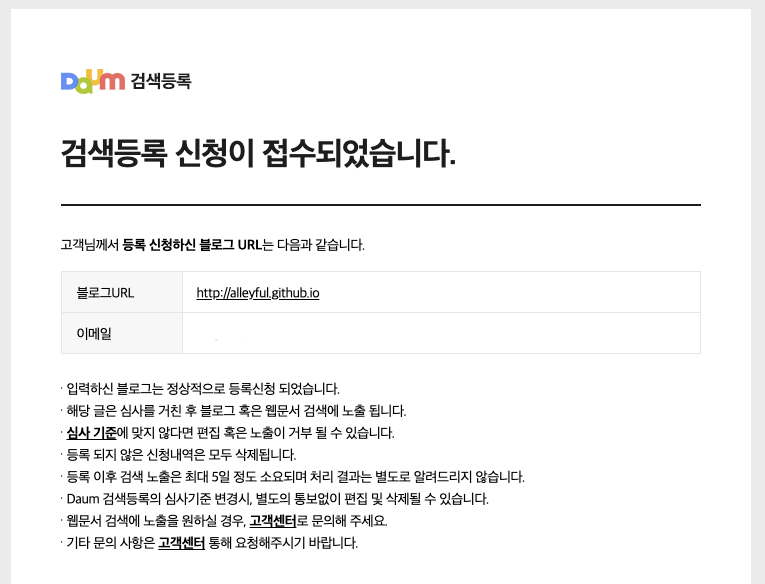 Daum 검색등록
검색등록 신청이 접수되었습니다.
고객님께서 등록 신청하신 블로그 URL는 다음과 같습니다.
블로그URL http://alleyful.github.io
이메일
· 입력하신 블로그는 정상적으로 등록신청 되었습니다.
· 해당 글은 심사를 거친 후 블로그 혹은 웹문서 검색에 노출 됩니다.
· 심사 기준에 맞지 않다면 편집 혹은 노출이 거부 될 수 있습니다.
· 등록 되지 않은 신청내역은 모두 삭제됩니다.
· 등록 이후 검색 노출은 최대 5일 정도 소요되며 처리 결과는 별도로 알려드리지 않습니다.
· Daum 검색등록의 심사기준 변경시, 별도의 통보없이 편집 및 삭제될 수 있습니다.
· 웹문서 검색에 노출을 원하실 경우, 고객센터로 문의해 주세요.
· 기타 문의 사항은 고객센터 통해 요청해주시기 바랍니다.